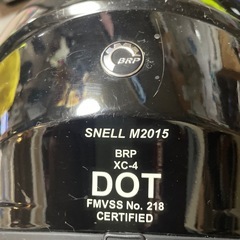 BRP
SNELL M2015
BRP
XC-4
DOT
FMVSS No. 218
CERTIFIED